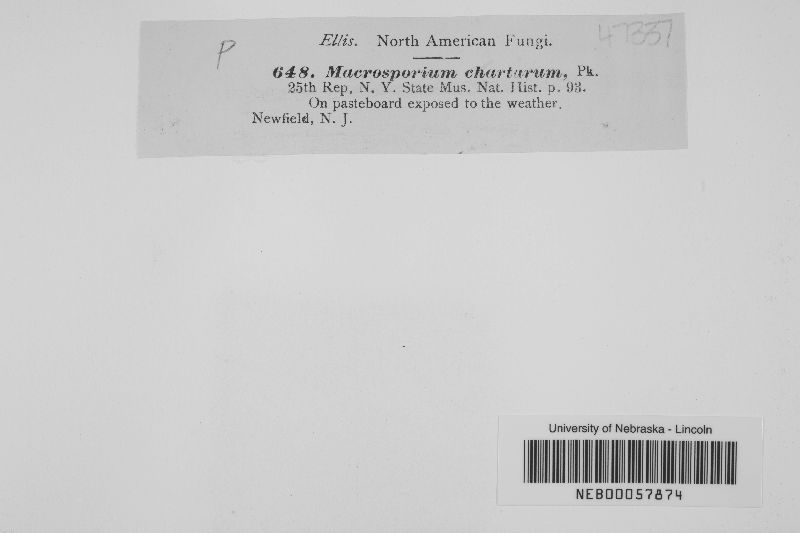 P
Ellis. North American Fungi.
47337
648. Macrosporium chartarum, Pk.
25th Rep, N. Y. State Mus. Nat. Hist. p. 93.
On pasteboard exposed to the weather.
Newfield, N. J.
University of Nebraska - Lincoln
NEB00057874